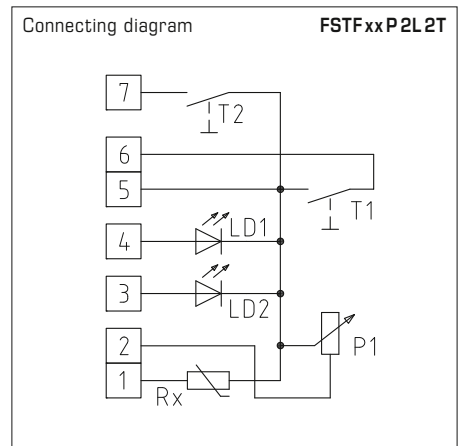 Connecting diagram FSTFxxP2L2T
7
T2
6
5
T1
4
LD1
3
LD2
2
P1
1
Rx